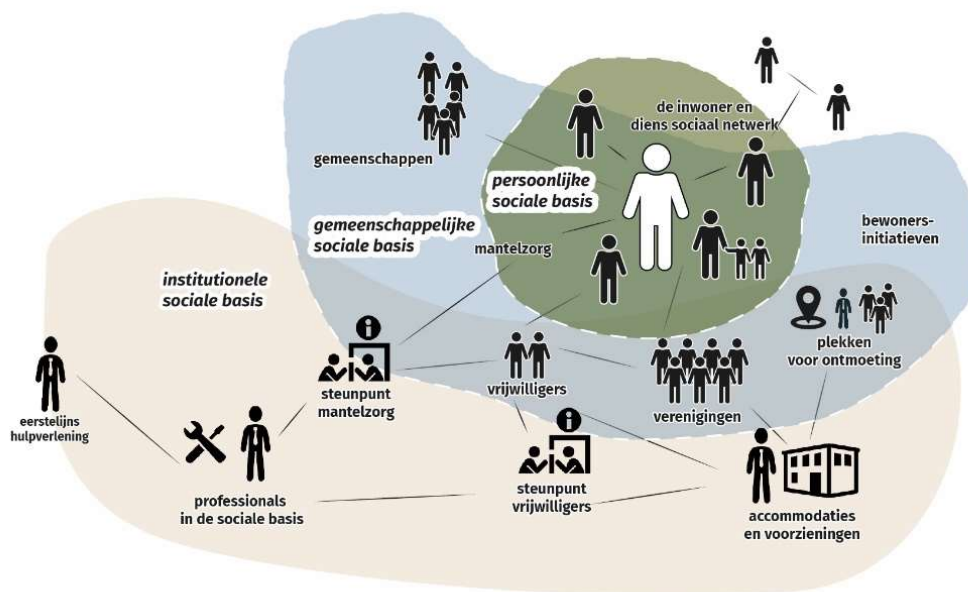 de inwoner en
diens sociaal netwerk
gemeenschappen
persoonlijke
sociale basis
gemeenschappelijke
sociale basis
mantelzorg
bewoners-
initiatieven
institutionele
sociale basis
plekken
voor ontmoeting
steunpunt
mantelzorg
vrijwilligers
verenigingen
eerstelijns
hulpverlening
professionals
in de sociale basis
steunpunt
vrijwilligers
accommodaties
en voorzieningen